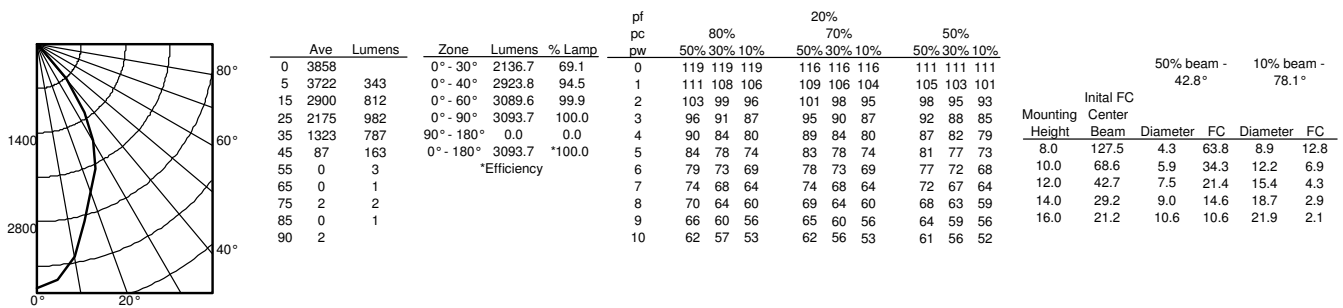 80°
60°
40°
20°
0°
1400
2800
Ave Lumens
0 3858
5 3722 343
15 2900 812
25 2175 982
35 1323 787
45 87 163
55 0 3
65 0 1
75 2 2
85 0 1
90 2
Zone Lumens % Lamp
0° - 30° 2136.7 69.1
0° - 40° 2923.8 94.5
0° - 60° 3089.6 99.9
0° - 90° 3093.7 100.0
90° - 180° 0.0 0.0
0° - 180° 3093.7 *100.0
*Efficiency
pf 20%
pc 80% 70% 50%
pw 50% 30% 10% 50% 30% 10% 50% 30% 10%
0 119 119 119 116 116 116 111 111 111
1 111 108 106 109 106 104 105 103 101
2 103 99 96 101 98 95 98 95 93
3 96 91 87 95 90 87 92 88 85
4 90 84 80 89 84 80 87 82 79
5 84 78 74 83 78 74 81 77 73
6 79 73 69 78 73 69 77 72 68
7 74 68 64 74 68 64 72 67 64
8 70 64 60 69 64 60 68 63 59
9 66 60 56 65 60 56 64 59 56
10 62 57 53 62 56 53 61 56 52
50% beam - 10% beam -
42.8° 78.1°
Inital FC
Mounting Center
Height Beam Diameter FC Diameter FC
8.0 127.5 4.3 63.8 8.9 12.8
10.0 68.6 5.9 34.3 12.2 6.9
12.0 42.7 7.5 21.4 15.4 4.3
14.0 29.2 9.0 14.6 18.7 2.9
16.0 21.2 10.6 10.6 21.9 2.1